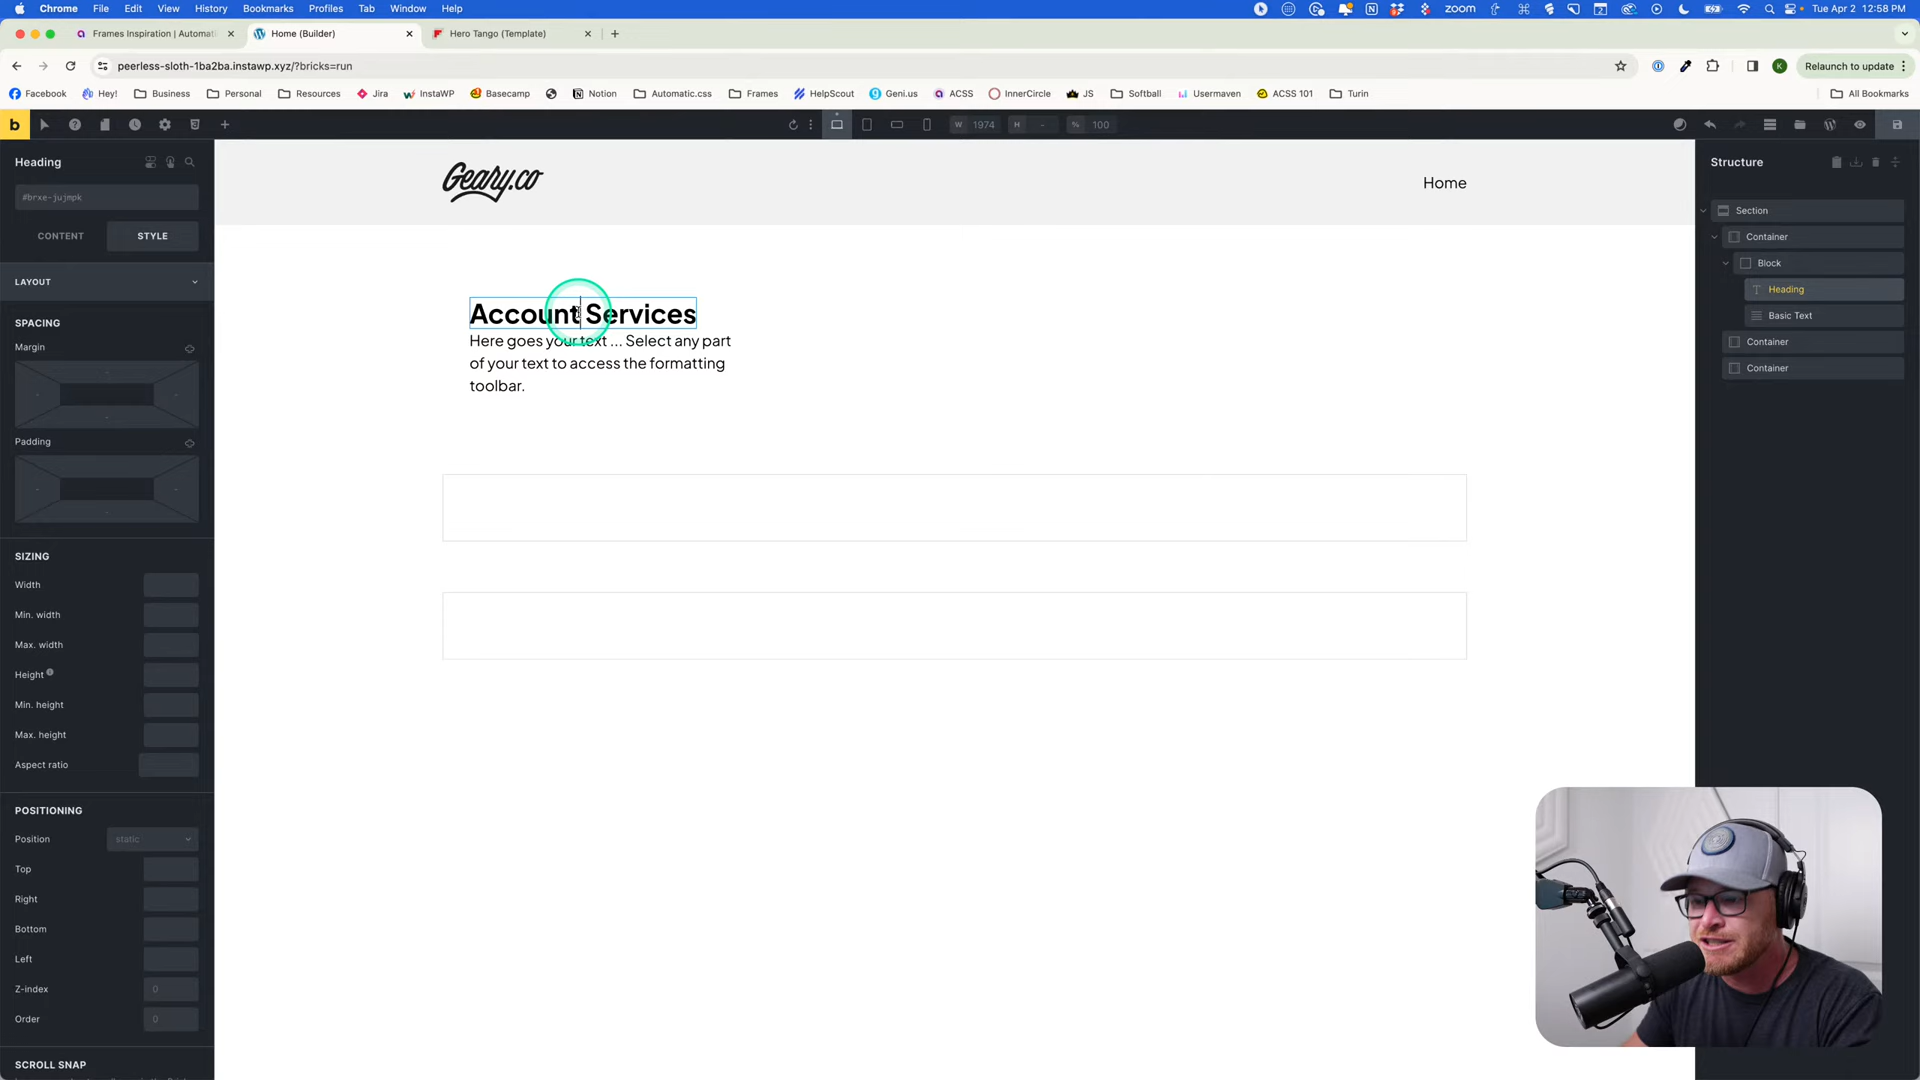 Chrome File Edit View History Bookmarks Profiles Tab Window Help zoom Tue Apr 2 12:58 PM
Frames Inspiration | Automati Home (Builder) Hero Tango (Template)
peerless-sloth-1ba2ba.instawp.xyz/?bricks=run Relaunch to update
Facebook Hey! Business Personal Resources Jira InstaWP Basecamp Notion Automatic.css Frames HelpScout Geni.us ACSS InnerCircle JS Softball Usermaven ACSS 101 Turin All Bookmarks
b W 1974 H - % 100
Heading
#brxe-jujmpk
CONTENT STYLE
LAYOUT
SPACING
Margin
Padding
SIZING
Width
Min. width
Max. width
Height
Min. height
Max. height
Aspect ratio
POSITIONING
Position static
Top
Right
Bottom
Left
Z-index 0
Order 0
SCROLL SNAP
Geary.co
Home
Account Services
Here goes your text ... Select any part
of your text to access the formatting
toolbar.
Structure
Section
Container
Block
Heading
Basic Text
Container
Container